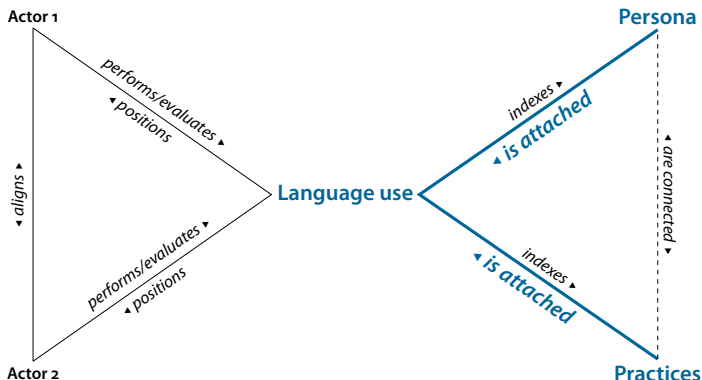 Actor 1
Persona
performs/evaluates ▸
◂ positions
indexes ▸
◂ is attached
◂ aligns ▸
Language use
◂ are connected ▸
performs/evaluates ▸
◂ positions
indexes ▸
◂ is attached
Actor 2
Practices